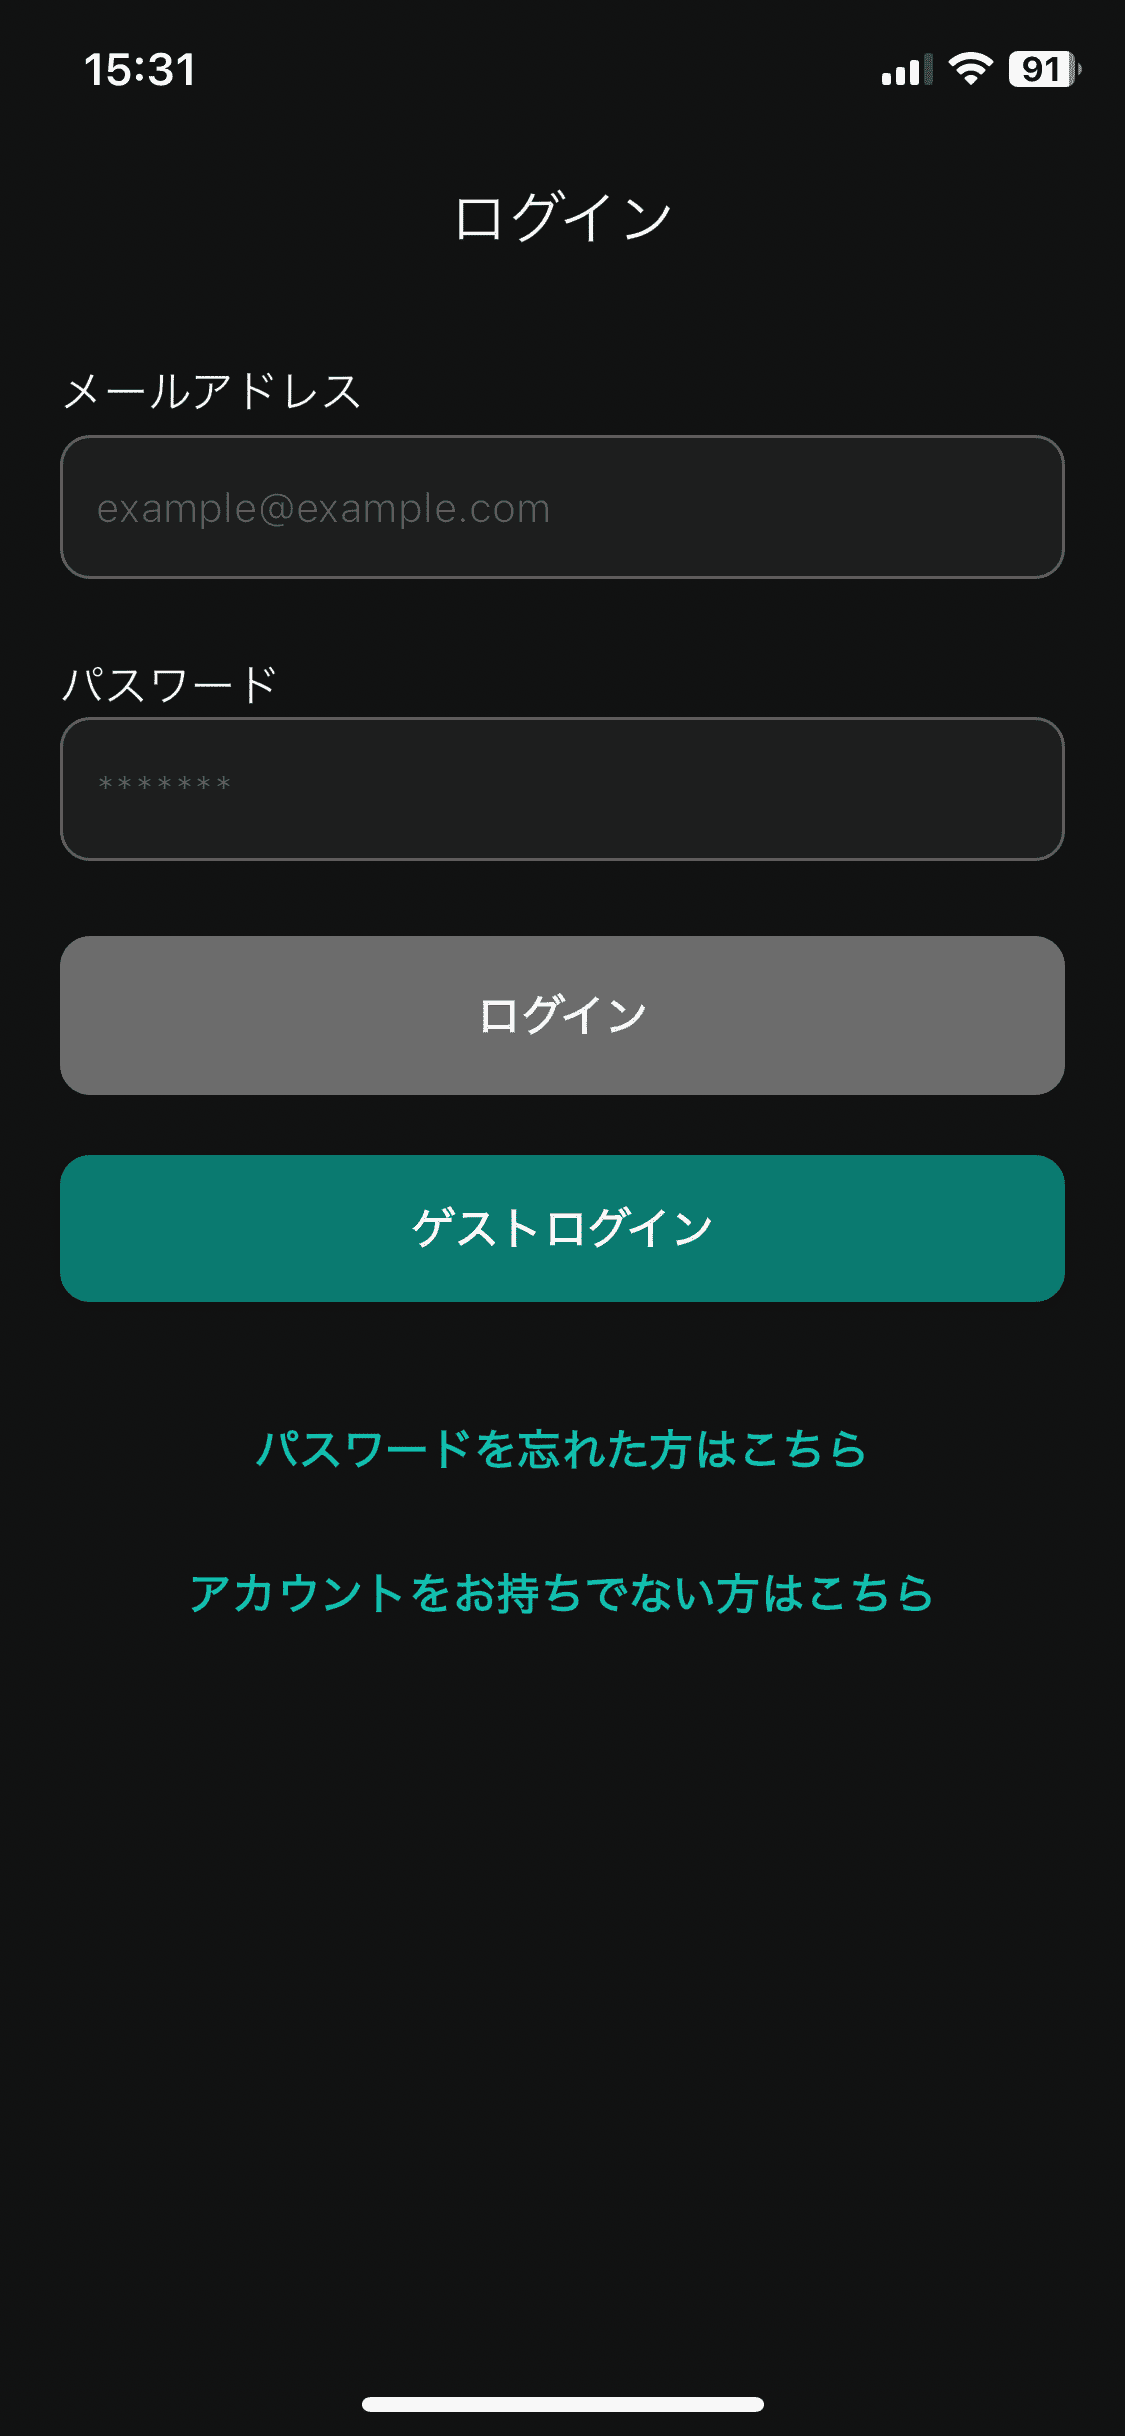 15:31
91
ログイン
メールアドレス
example@example.com
パスワード
*******
ログイン
ゲストログイン
パスワードを忘れた方はこちら
アカウントをお持ちでない方はこちら